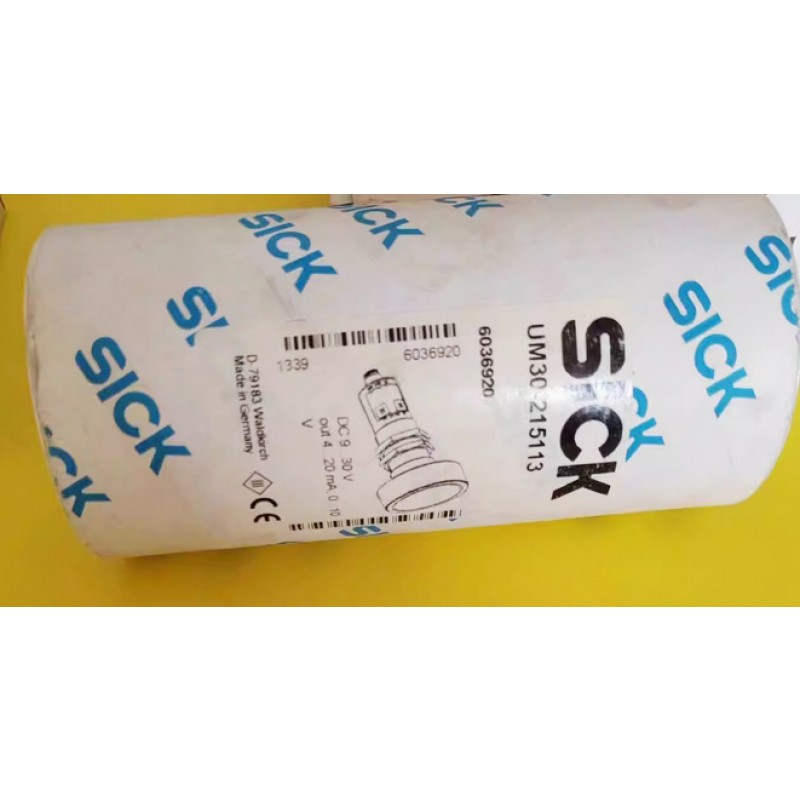 SICK
UM30-215113
6036920
6036920
1339
DC 9 30 V
out 4 20 mA, 0 10
V
D-79183 Waldkirch
Made in Germany
CE
SICK
SICK
SICK
SICK
SICK
SICK